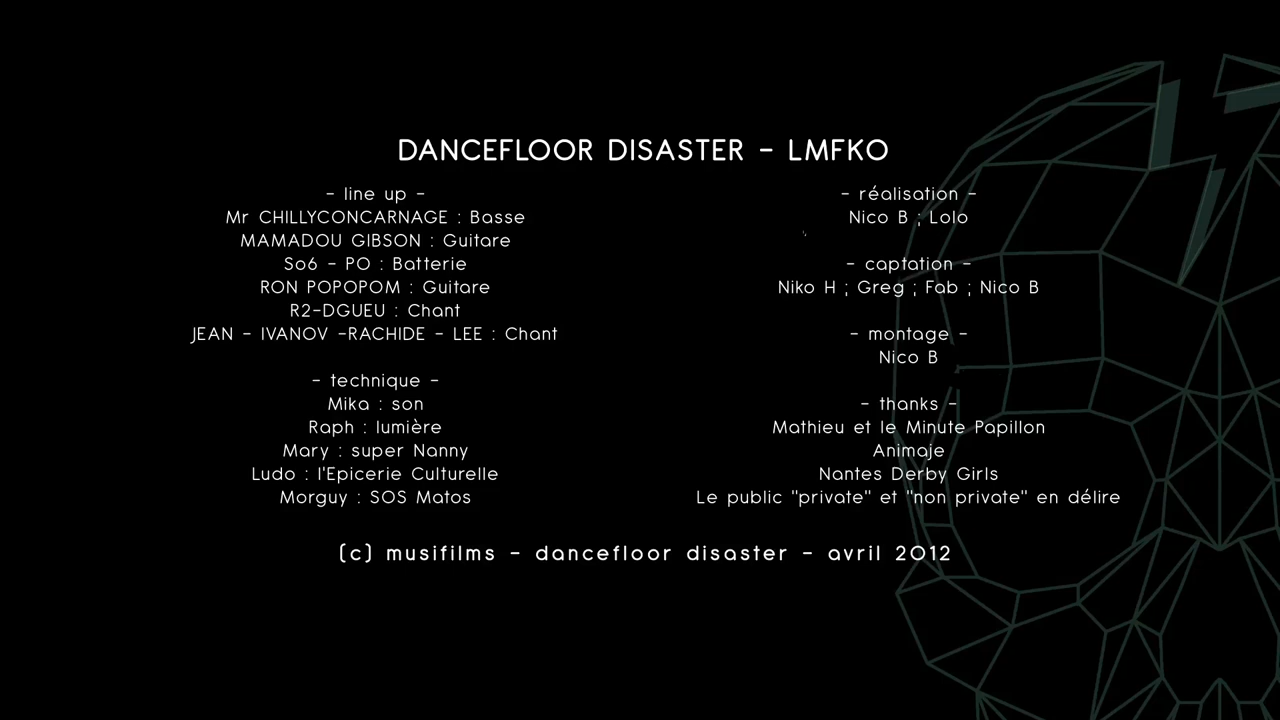 DANCEFLOOR DISASTER - LMFKO
- line up -
Mr CHILLYCONCARNAGE : Basse
MAMADOU GIBSON : Guitare
So6 - PO : Batterie
RON POPOPOM : Guitare
R2-DGUEU : Chant
JEAN - IVANOV -RACHIDE - LEE : Chant
- technique -
Mika : son
Raph : lumière
Mary : super Nanny
Ludo : l'Epicerie Culturelle
Morguy : SOS Matos
- réalisation -
Nico B ; Lolo
- captation -
Niko H ; Greg ; Fab ; Nico B
- montage -
Nico B
- thanks -
Mathieu et le Minute Papillon
Animaje
Nantes Derby Girls
Le public "private" et "non private" en délire
(c) musifilms - dancefloor disaster - avril 2012